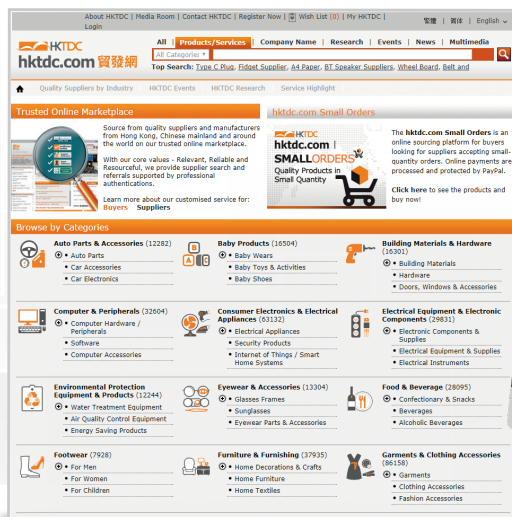 About HKTDC | Media Room | Contact HKTDC | Register Now | Wish List (0) | My HKTDC |
Login
繁體 | 简体 | English
HKTDC
hktdc.com 貿發網
All | Products/Services | Company Name | Research | Events | News | Multimedia
All Categories
Top Search: Type C Plug, Fidget Supplier, A4 Paper, BT Speaker Suppliers, Wheel Board, Belt and
Quality Suppliers by Industry HKTDC Events HKTDC Research Service Highlight
Trusted Online Marketplace
Source from quality suppliers and manufacturers
from Hong Kong, Chinese mainland and around
the world on our trusted online marketplace.
With our core values - Relevant, Reliable and
Resourceful, we provide supplier search and
referrals supported by professional
authentications.
Learn more about our customised service for:
Buyers Suppliers
hktdc.com Small Orders
HKTDC
hktdc.com |
SMALLORDERS
Quality Products in
Small Quantity
The hktdc.com Small Orders is an
online sourcing platform for buyers
looking for suppliers accepting small-
quantity orders. Online payments are
processed and protected by PayPal.
Click here to see the products and
buy now!
Browse by Categories
Auto Parts & Accessories (12282)
• Auto Parts
• Car Accessories
• Car Electronics
Baby Products (16504)
• Baby Wears
• Baby Toys & Activities
• Baby Shoes
Building Materials & Hardware
(16301)
• Building Materials
• Hardware
• Doors, Windows & Accessories
Computer & Peripherals (32604)
• Computer Hardware /
Peripherals
• Software
• Computer Accessories
Consumer Electronics & Electrical
Appliances (63132)
• Electrical Appliances
• Security Products
• Internet of Things / Smart
Home Systems
Electrical Equipment & Electronic
Components (29831)
• Electronic Components &
Supplies
• Electrical Equipment & Supplies
• Electrical Instruments
Environmental Protection
Equipment & Products (12244)
• Water Treatment Equipment
• Air Quality Control Equipment
• Energy Saving Products
Eyewear & Accessories (13304)
• Glasses Frames
• Sunglasses
• Eyewear Parts & Accessories
Food & Beverage (28095)
• Confectionary & Snacks
• Beverages
• Alcoholic Beverages
Footwear (7928)
• For Men
• For Women
• For Children
Furniture & Furnishing (37935)
• Home Decorations & Crafts
• Home Furniture
• Home Textiles
Garments & Clothing Accessories
(86158)
• Garments
• Clothing Accessories
• Fashion Accessories